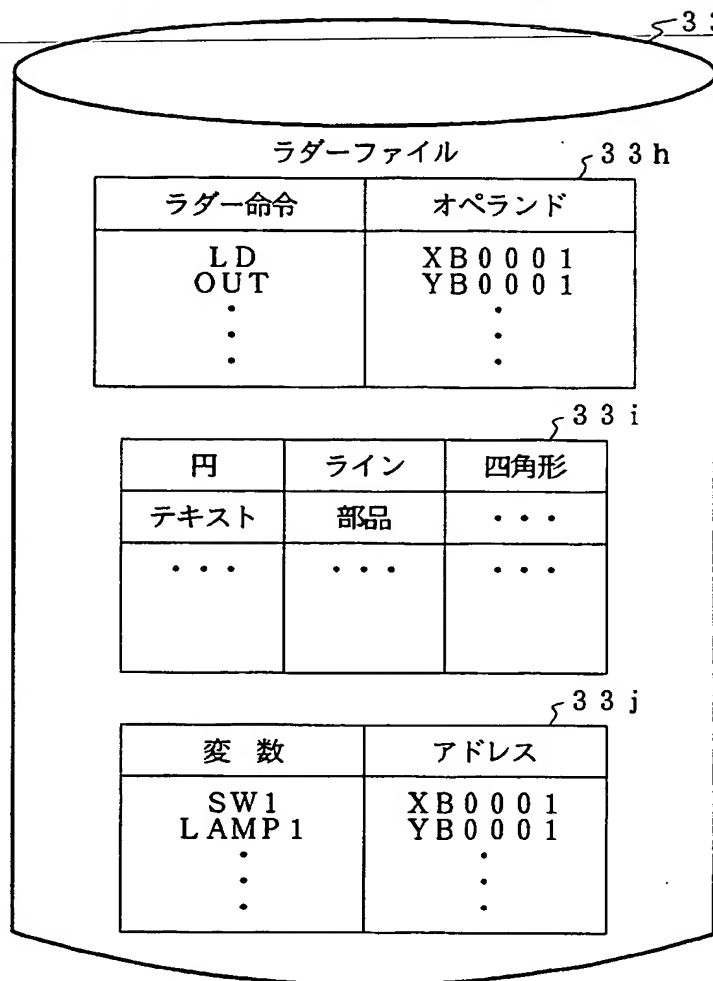 33
ラダーファイル
33h
ラダー命令 オペランド
LD XB0001
OUT YB0001
・ ・
・ ・
・ ・
33i
円 ライン 四角形
テキスト 部品 ・・・
・・・ ・・・ ・・・
33j
変 数 アドレス
SW1 XB0001
LAMP1 YB0001
・ ・
・ ・
・ ・